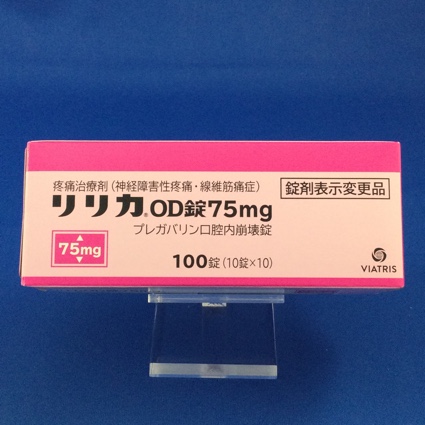 疼痛治療剤(神経障害性疼痛・線維筋痛症)
錠剤表示変更品
リリカ® OD錠75mg
プレガバリン口腔内崩壊錠
75mg
100錠(10錠×10)
VIATRIS